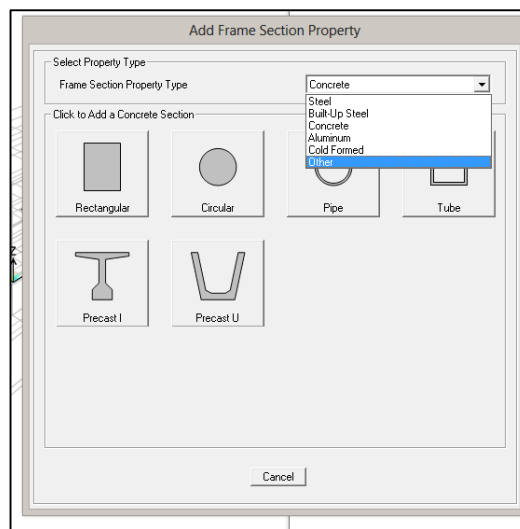 Add Frame Section Property
Select Property Type
Frame Section Property Type
Concrete
Steel
Built-Up Steel
Concrete
Aluminum
Cold Formed
Other
Click to Add a Concrete Section
Rectangular
Circular
Pipe
Tube
Precast I
Precast U
Cancel
Z